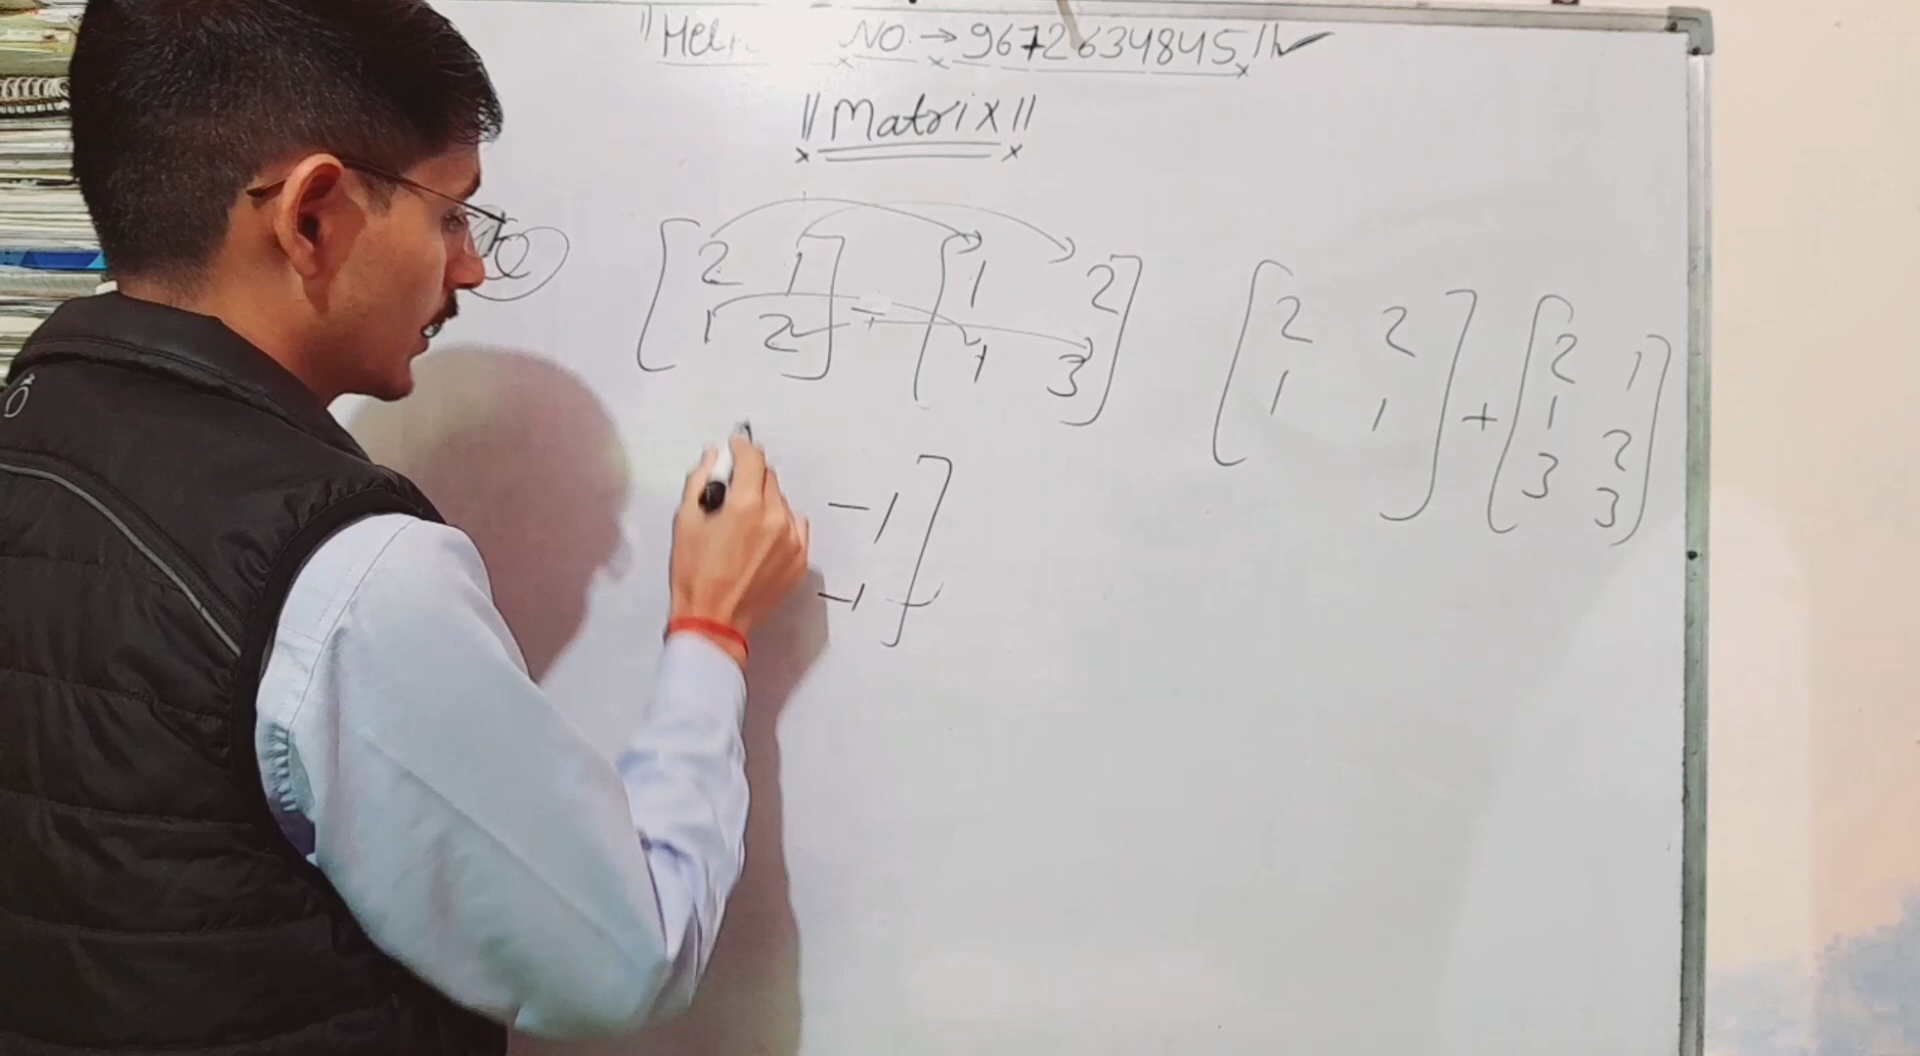 ॥ Hel NO. → 9672634845 ॥ ✓
॥ Matrix ॥
[2 1] - [1 2] [2 2] + [2 1]
[1 2] [1 3] [1 1] [1 2]
[3 3]
-1]
-1]